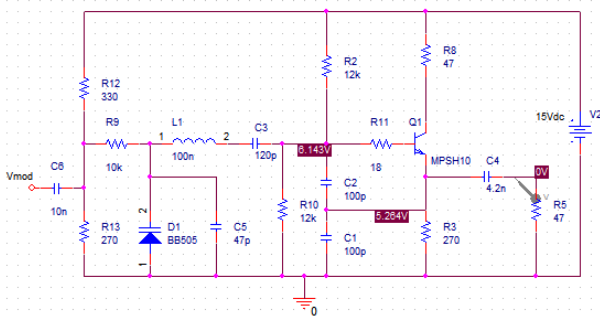 R12
330
R2
12k
R8
47
V2
15Vdc
R9
10k
L1
1
2
100n
C3
120p
6.143V
R11
18
Q1
MPSH10
C4
4.2n
0V
V
R5
47
Vmod
C6
10n
R13
270
2
D1
BB505
1
C5
47p
R10
12k
C2
100p
5.264V
C1
100p
R3
270
0